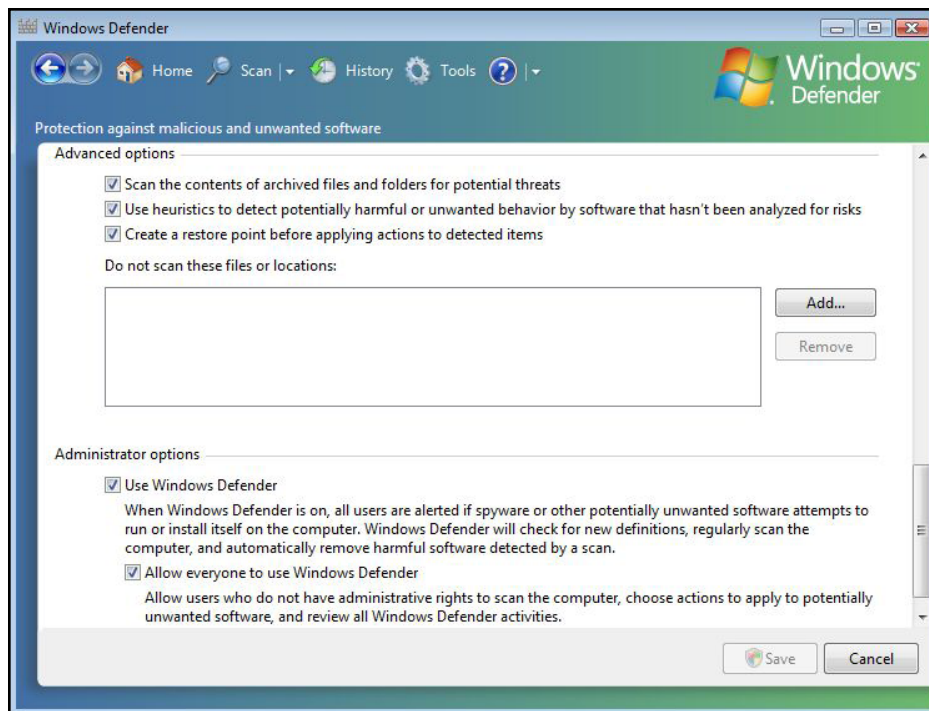 Windows Defender
Home
Scan
History
Tools
?
Windows
Defender
Protection against malicious and unwanted software
Advanced options
Scan the contents of archived files and folders for potential threats
Use heuristics to detect potentially harmful or unwanted behavior by software that hasn't been analyzed for risks
Create a restore point before applying actions to detected items
Do not scan these files or locations:
Add...
Remove
Administrator options
Use Windows Defender
When Windows Defender is on, all users are alerted if spyware or other potentially unwanted software attempts to
run or install itself on the computer. Windows Defender will check for new definitions, regularly scan the
computer, and automatically remove harmful software detected by a scan.
Allow everyone to use Windows Defender
Allow users who do not have administrative rights to scan the computer, choose actions to apply to potentially
unwanted software, and review all Windows Defender activities.
Save
Cancel